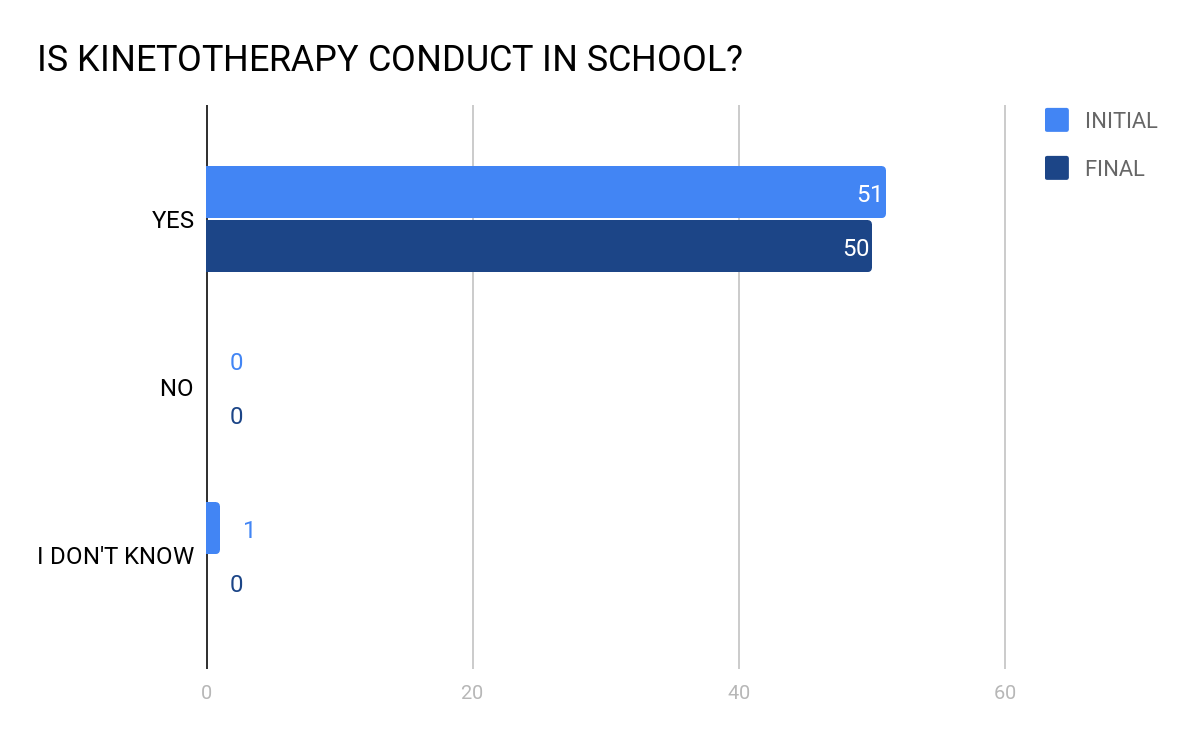 IS KINETOTHERAPY CONDUCT IN SCHOOL?
INITIAL
FINAL
YES
51
50
NO
0
0
I DON'T KNOW
1
0
0 20 40 60